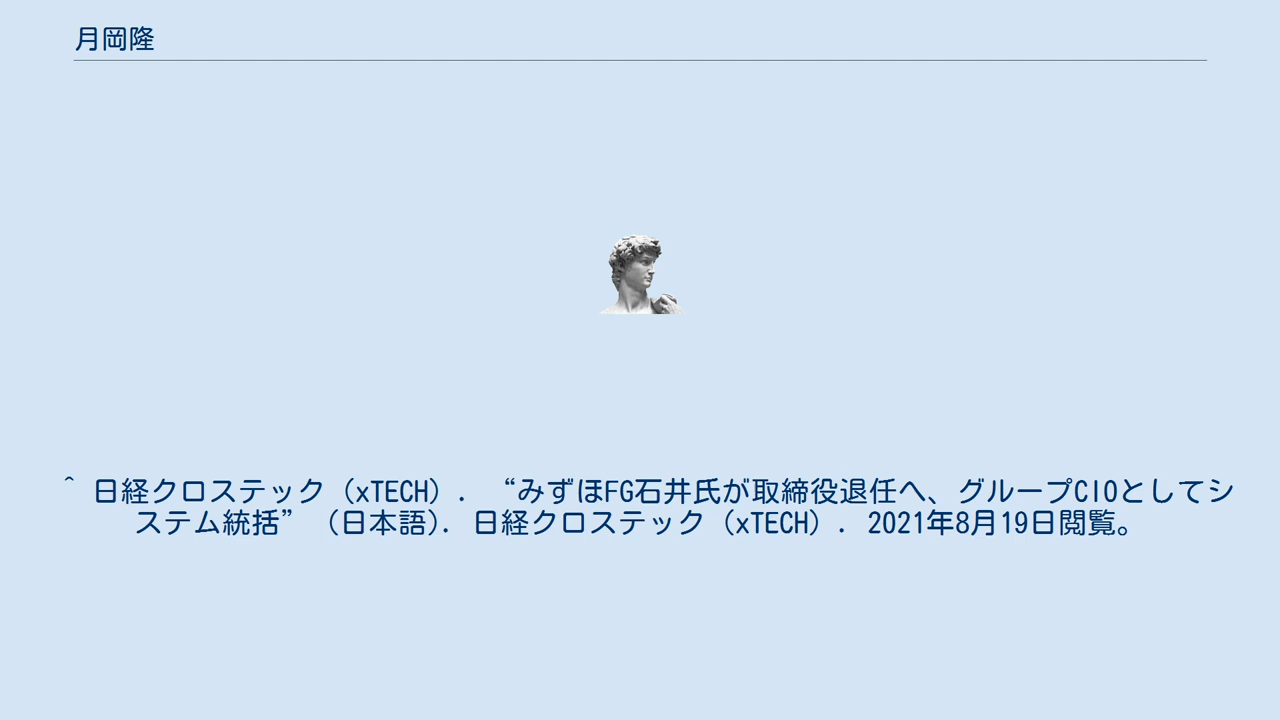 月岡隆
^ 日経クロステック（xTECH）. “みずほFG石井氏が取締役退任へ、グループCIOとしてシ
ステム統括” （日本語). 日経クロステック（xTECH）. 2021年8月19日閲覧。